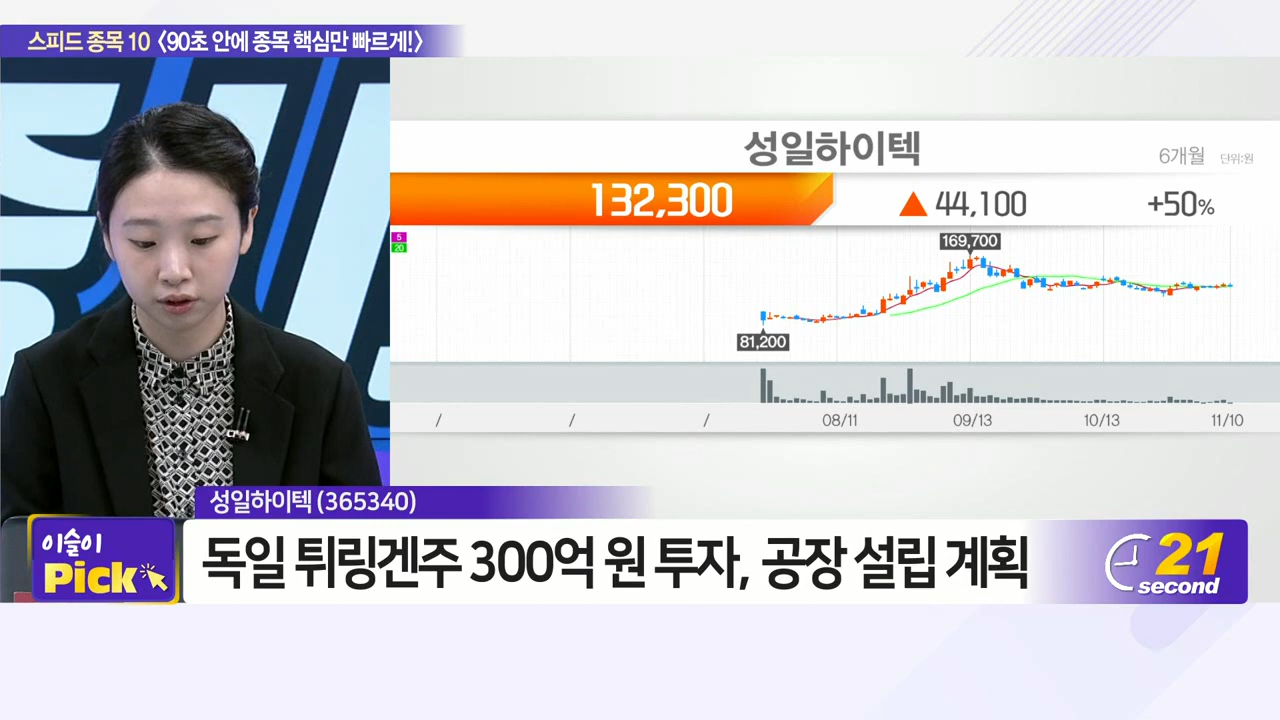 스피드 종목 10 <90초 안에 종목 핵심만 빠르게!>
성일하이텍
6개월 단위:원
132,300 ▲ 44,100 +50%
5
20
169,700
81,200
/ / / 08/11 09/13 10/13 11/10
성일하이텍 (365340)
이슬이
Pick
독일 튀링겐주 300억 원 투자, 공장 설립 계획
21
second